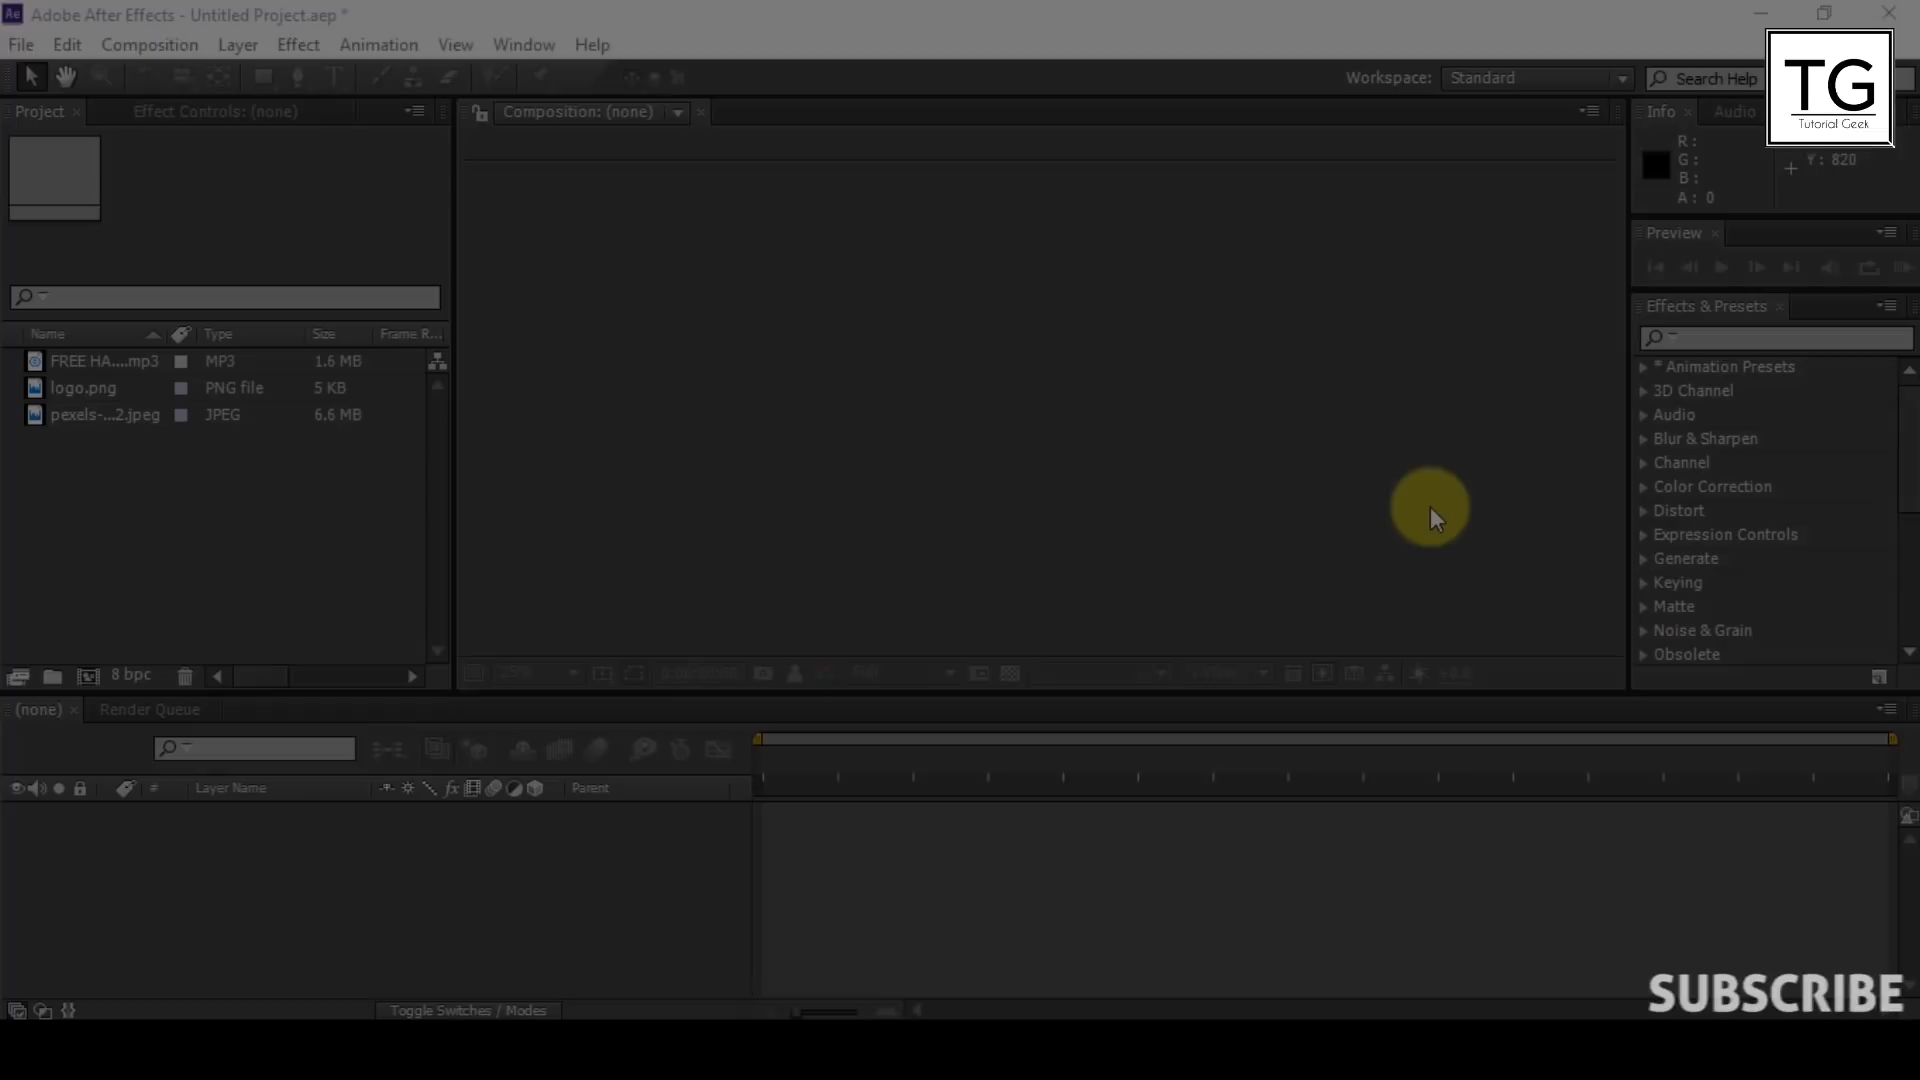 Ae Adobe After Effects - Untitled Project.aep *
File Edit Composition Layer Effect Animation View Window Help
Workspace: Standard Search Help
TG
Tutorial Geek
Project Effect Controls: (none)
Composition: (none)
Info Audio
R:
G:
B:
A: 0
Y: 820
Preview
Effects & Presets
* Animation Presets
3D Channel
Audio
Blur & Sharpen
Channel
Color Correction
Distort
Expression Controls
Generate
Keying
Matte
Noise & Grain
Obsolete
Name Type Size Frame R...
FREE HA....mp3 MP3 1.6 MB
logo.png PNG file 5 KB
pexels-...2.jpeg JPEG 6.6 MB
8 bpc
25% Full
(none) Render Queue
# Layer Name fx Parent
Toggle Switches / Modes
SUBSCRIBE